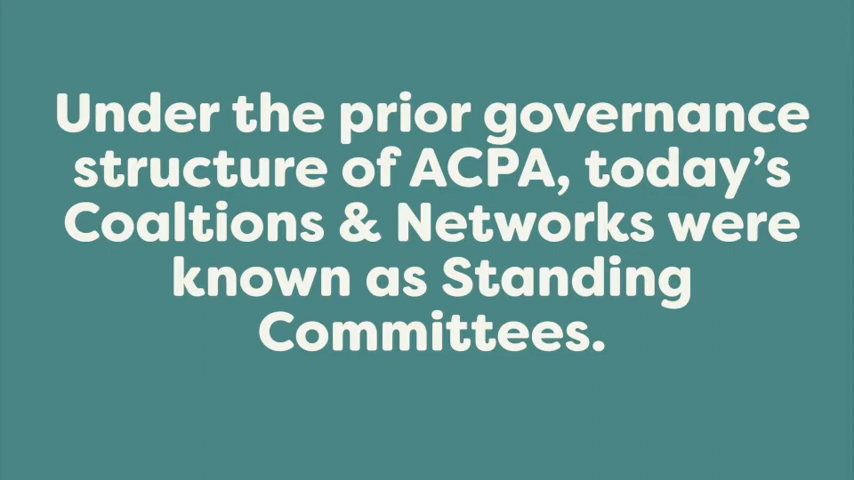 Under the prior governance
structure of ACPA, today’s
Coaltions & Networks were
known as Standing
Committees.